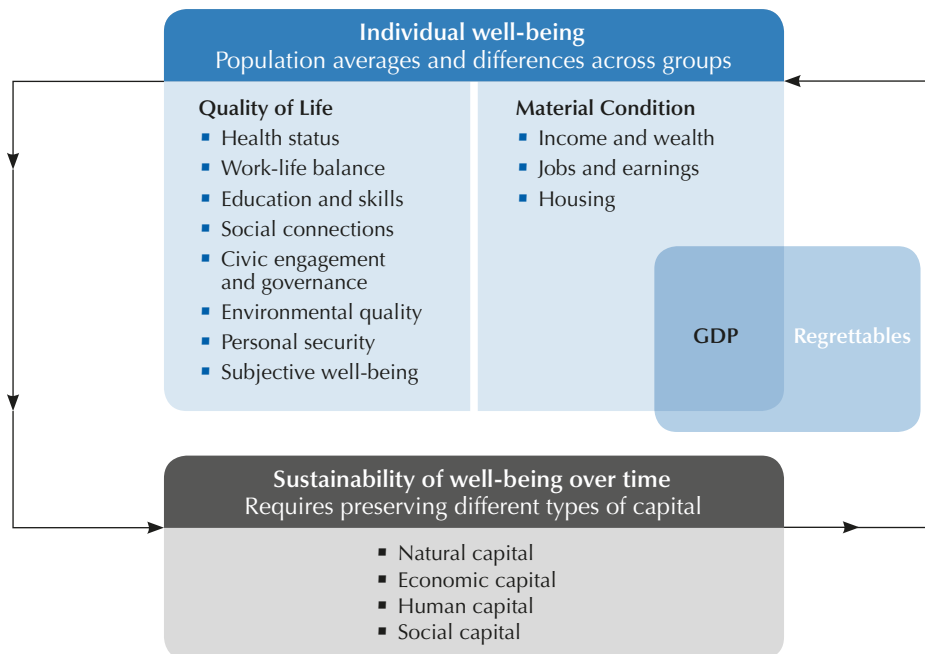 Individual well-being
Population averages and differences across groups
Quality of Life
▪ Health status
▪ Work-life balance
▪ Education and skills
▪ Social connections
▪ Civic engagement
and governance
▪ Environmental quality
▪ Personal security
▪ Subjective well-being
Material Condition
▪ Income and wealth
▪ Jobs and earnings
▪ Housing
GDP
Regrettables
Sustainability of well-being over time
Requires preserving different types of capital
▪ Natural capital
▪ Economic capital
▪ Human capital
▪ Social capital